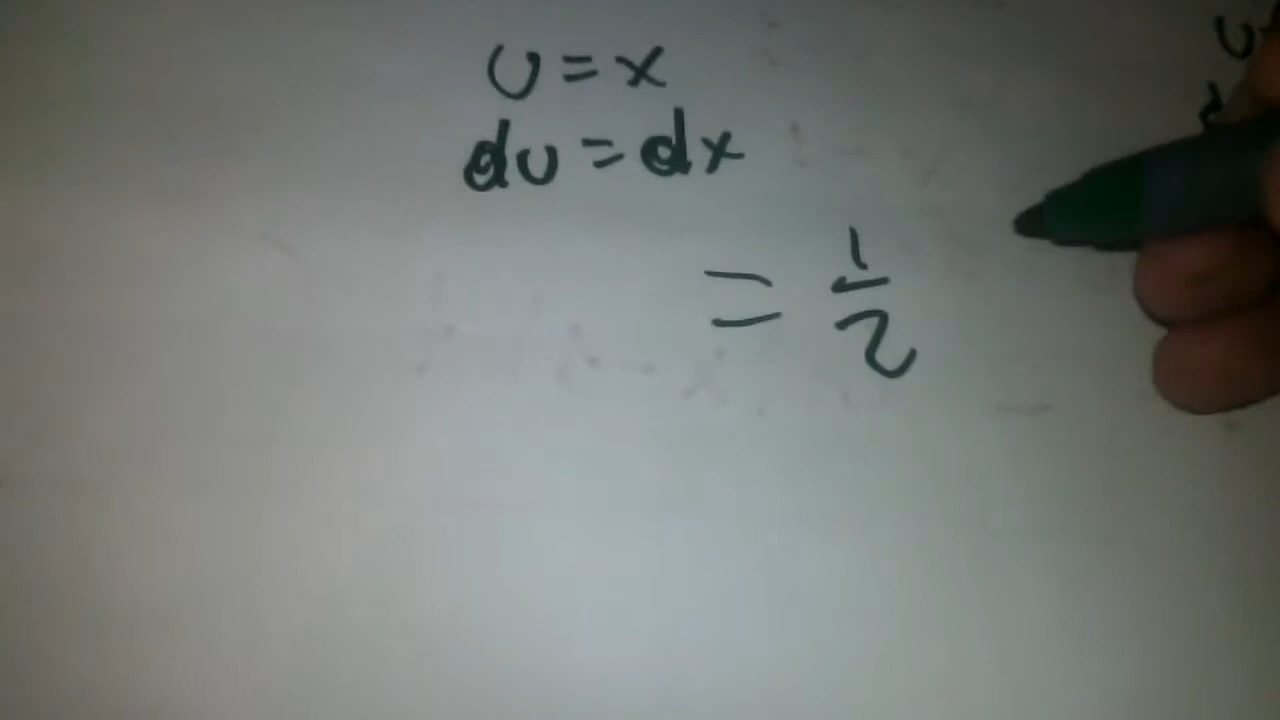 u = x
du = dx
= 1/2
u